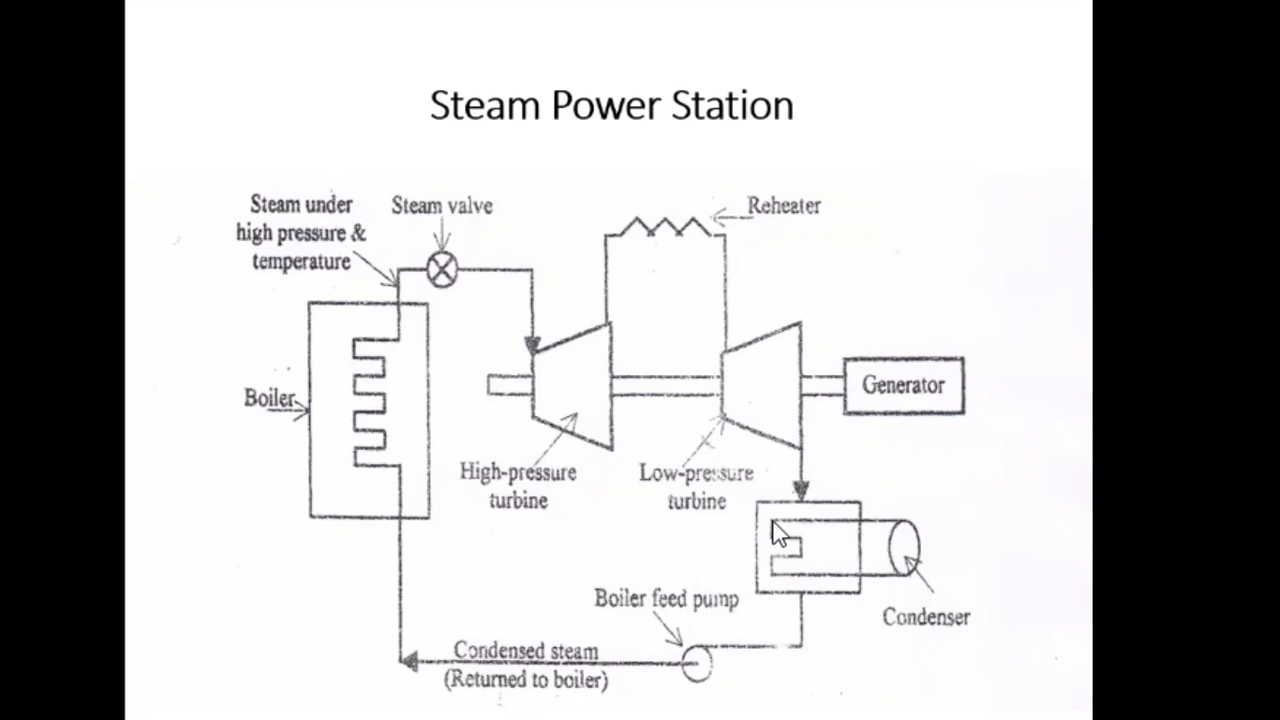 Steam Power Station
Steam under
high pressure &
temperature
Steam valve
Reheater
Boiler
Generator
High-pressure
turbine
Low-pressure
turbine
Boiler feed pump
Condenser
Condensed steam
(Returned to boiler)